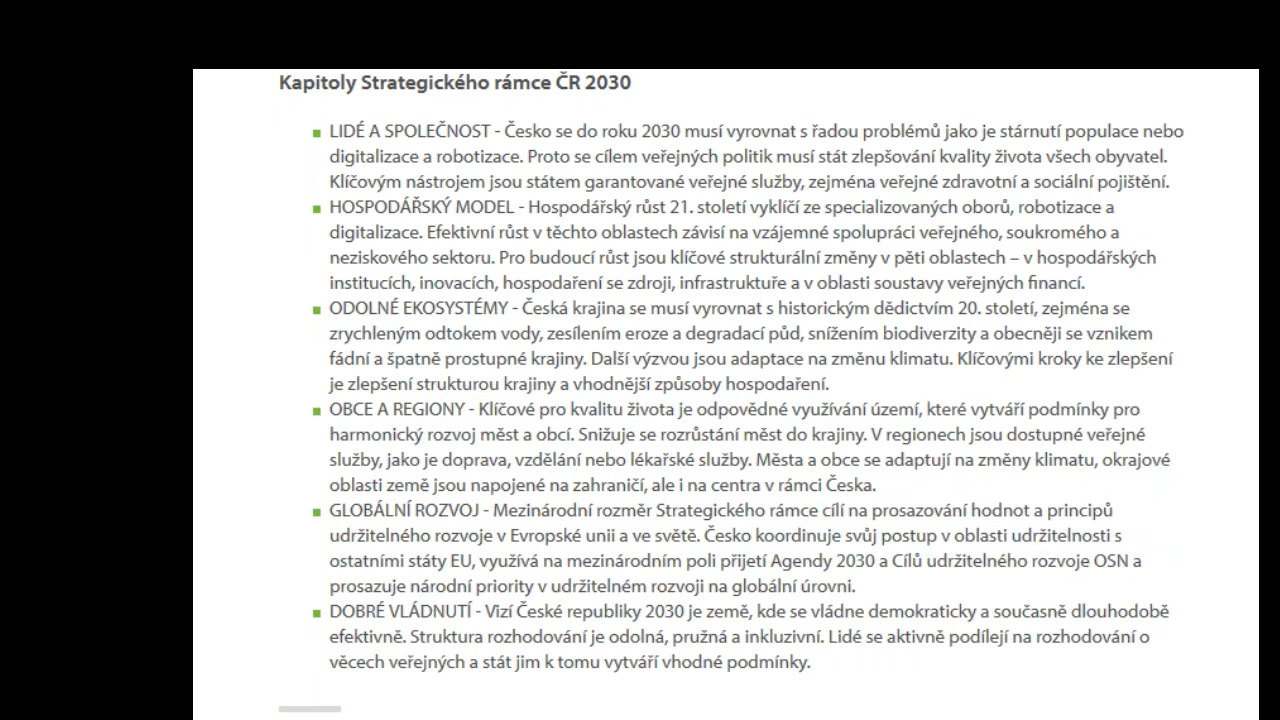 Kapitoly Strategického rámce ČR 2030
LIDÉ A SPOLEČNOST - Česko se do roku 2030 musí vyrovnat s řadou problémů jako je stárnutí populace nebo
digitalizace a robotizace. Proto se cílem veřejných politik musí stát zlepšování kvality života všech obyvatel.
Klíčovým nástrojem jsou státem garantované veřejné služby, zejména veřejné zdravotní a sociální pojištění.
HOSPODÁŘSKÝ MODEL - Hospodářský růst 21. století vyklíčí ze specializovaných oborů, robotizace a
digitalizace. Efektivní růst v těchto oblastech závisí na vzájemné spolupráci veřejného, soukromého a
neziskového sektoru. Pro budoucí růst jsou klíčové strukturální změny v pěti oblastech – v hospodářských
institucích, inovacích, hospodaření se zdroji, infrastruktuře a v oblasti soustavy veřejných financí.
ODOLNÉ EKOSYSTÉMY - Česká krajina se musí vyrovnat s historickým dědictvím 20. století, zejména se
zrychleným odtokem vody, zesílením eroze a degradací půd, snížením biodiverzity a obecněji se vznikem
fádní a špatně prostupné krajiny. Další výzvou jsou adaptace na změnu klimatu. Klíčovými kroky ke zlepšení
je zlepšení strukturou krajiny a vhodnější způsoby hospodaření.
OBCE A REGIONY - Klíčové pro kvalitu života je odpovědné využívání území, které vytváří podmínky pro
harmonický rozvoj měst a obcí. Snižuje se rozrůstání měst do krajiny. V regionech jsou dostupné veřejné
služby, jako je doprava, vzdělání nebo lékařské služby. Města a obce se adaptují na změny klimatu, okrajové
oblasti země jsou napojené na zahraničí, ale i na centra v rámci Česka.
GLOBÁLNÍ ROZVOJ - Mezinárodní rozměr Strategického rámce cílí na prosazování hodnot a principů
udržitelného rozvoje v Evropské unii a ve světě. Česko koordinuje svůj postup v oblasti udržitelnosti s
ostatními státy EU, využívá na mezinárodním poli přijetí Agendy 2030 a Cílů udržitelného rozvoje OSN a
prosazuje národní priority v udržitelném rozvoji na globální úrovni.
DOBRÉ VLÁDNUTÍ - Vizí České republiky 2030 je země, kde se vládne demokraticky a současně dlouhodobě
efektivně. Struktura rozhodování je odolná, pružná a inkluzivní. Lidé se aktivně podílejí na rozhodování o
věcech veřejných a stát jim k tomu vytváří vhodné podmínky.